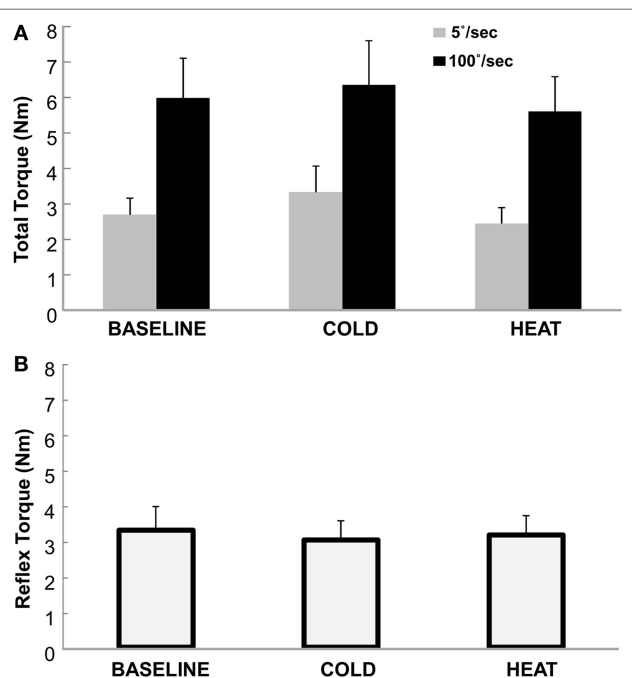 A
8
7
6
5
4
3
2
1
0
Total Torque (Nm)
5˚/sec
100˚/sec
BASELINE COLD HEAT
B
8
7
6
5
4
3
2
1
0
Reflex Torque (Nm)
BASELINE COLD HEAT